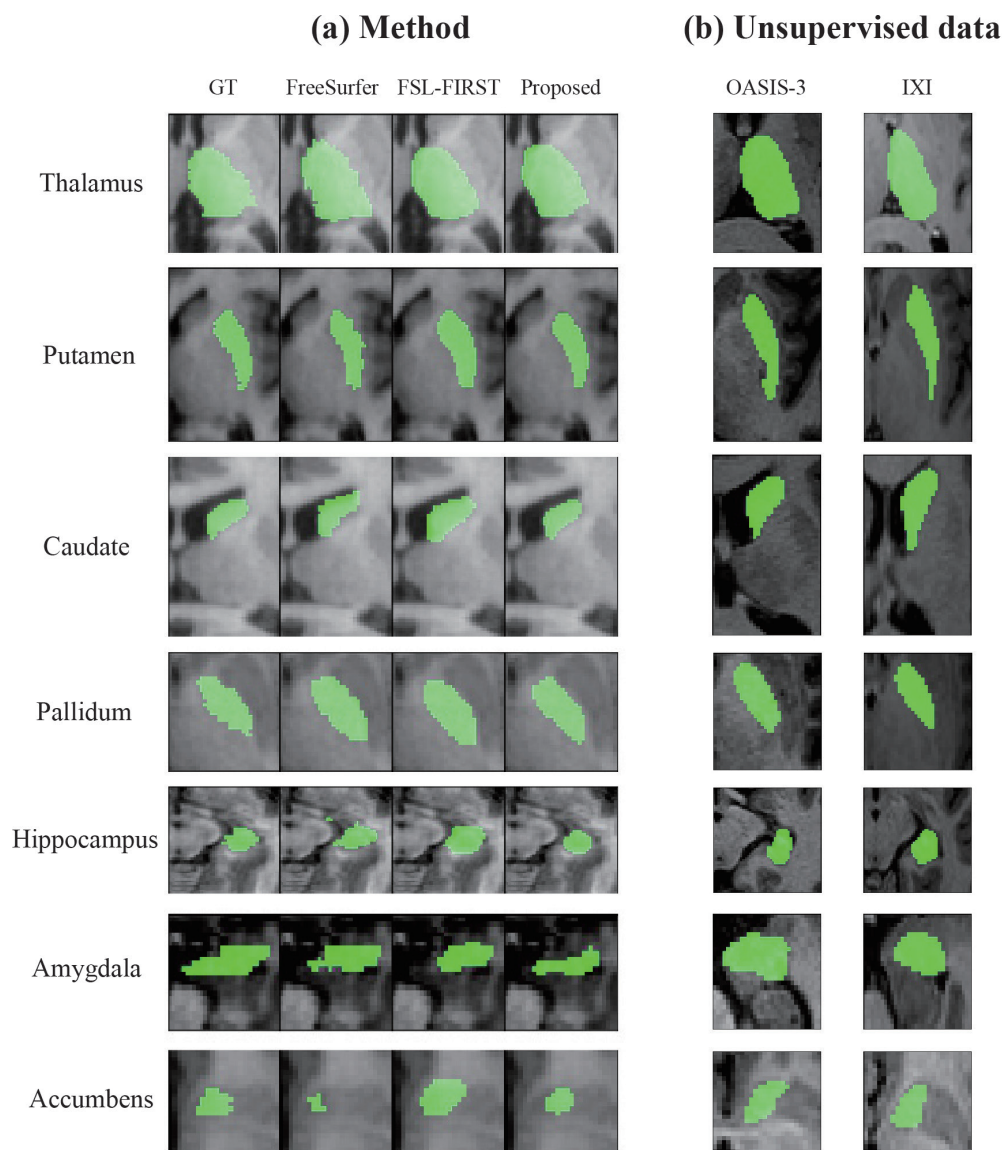 (a) Method (b) Unsupervised data
GT FreeSurfer FSL-FIRST Proposed OASIS-3 IXI
Thalamus
Putamen
Caudate
Pallidum
Hippocampus
Amygdala
Accumbens